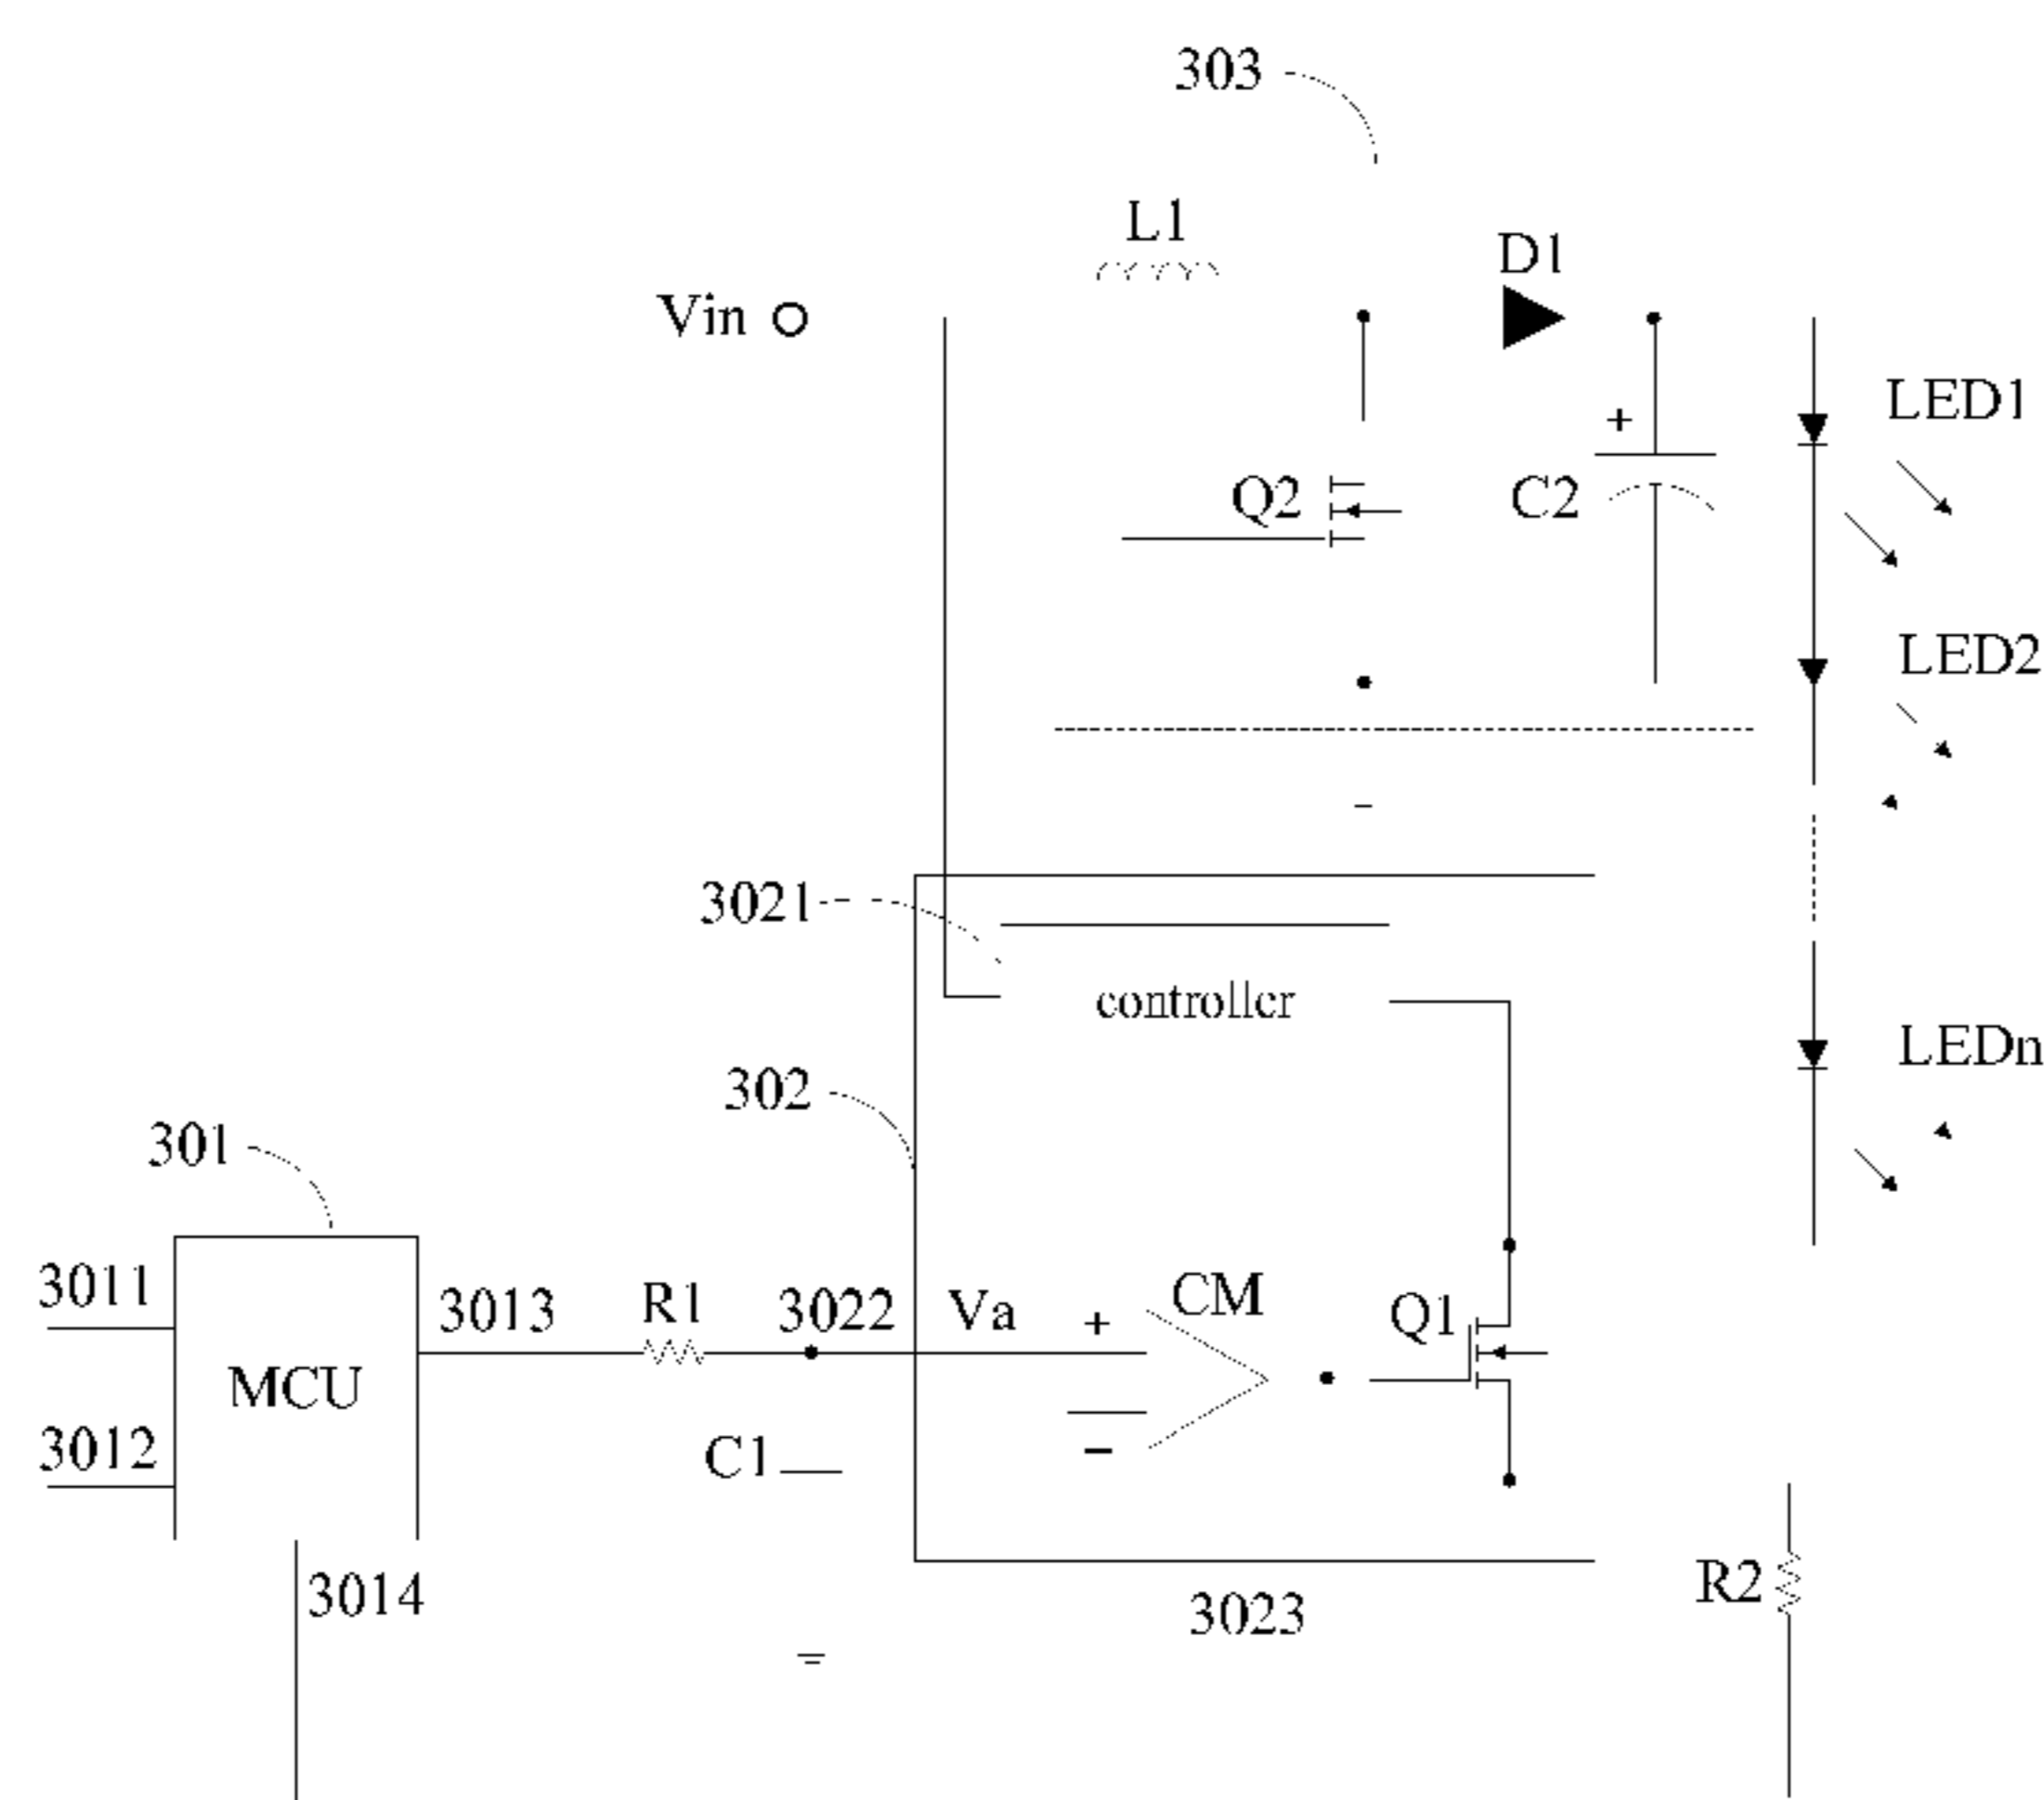 303
L1
D1
Vin
LED1
+
Q2
C2
LED2
3021
controller
302
LEDn
301
3011
3013
R1
3022
Va
+
CM
Q1
MCU
3012
C1
−
3014
R2
3023